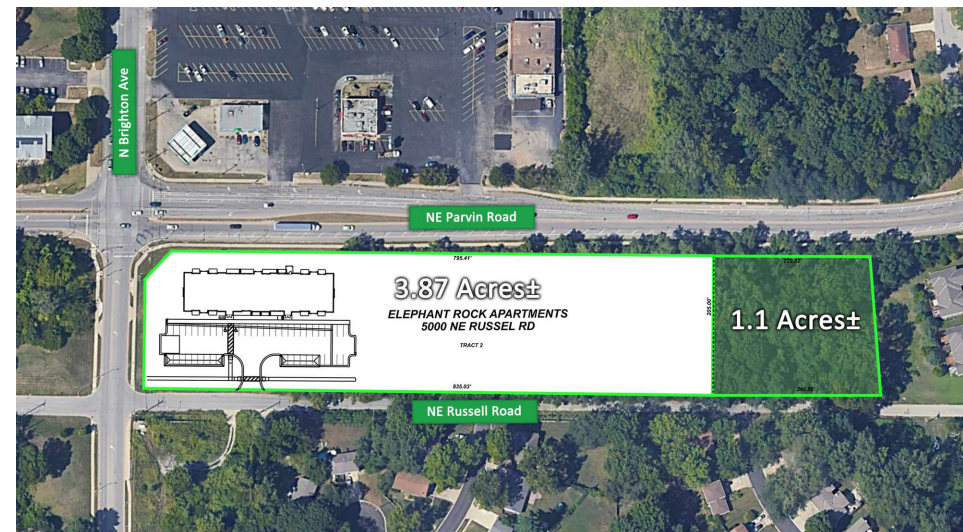 N Brighton Ave
NE Parvin Road
795.41'
3.87 Acres±
ELEPHANT ROCK APARTMENTS
5000 NE RUSSEL RD
TRACT 2
205.00'
1.1 Acres±
835.03'
NE Russell Road